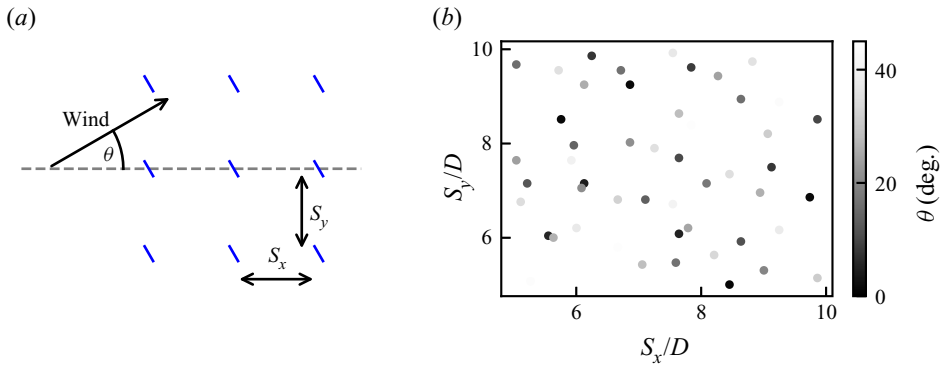 (a)
Wind
θ
S_y
S_x
(b)
10
8
6
S_y/D
6
8
10
S_x/D
40
20
0
θ (deg.)